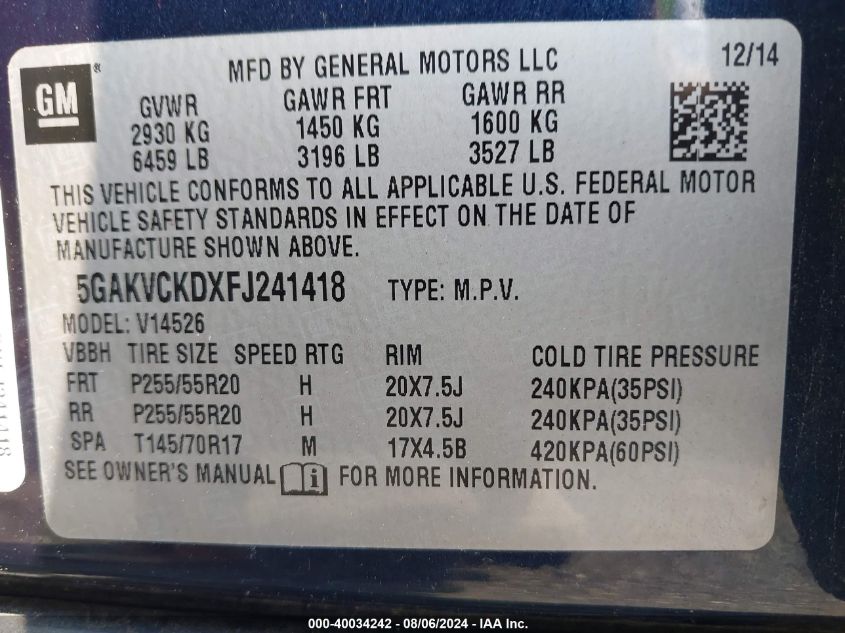 GM®
MFD BY GENERAL MOTORS LLC 12/14
GVWR GAWR FRT GAWR RR
2930 KG 1450 KG 1600 KG
6459 LB 3196 LB 3527 LB
THIS VEHICLE CONFORMS TO ALL APPLICABLE U.S. FEDERAL MOTOR
VEHICLE SAFETY STANDARDS IN EFFECT ON THE DATE OF
MANUFACTURE SHOWN ABOVE.
5GAKVCKDXFJ241418 TYPE: M.P.V.
MODEL: V14526
VBBH TIRE SIZE SPEED RTG RIM COLD TIRE PRESSURE
FRT P255/55R20 H 20X7.5J 240KPA(35PSI)
RR P255/55R20 H 20X7.5J 240KPA(35PSI)
SPA T145/70R17 M 17X4.5B 420KPA(60PSI)
SEE OWNER'S MANUAL i FOR MORE INFORMATION.
000-40034242 - 08/06/2024 - IAA Inc.